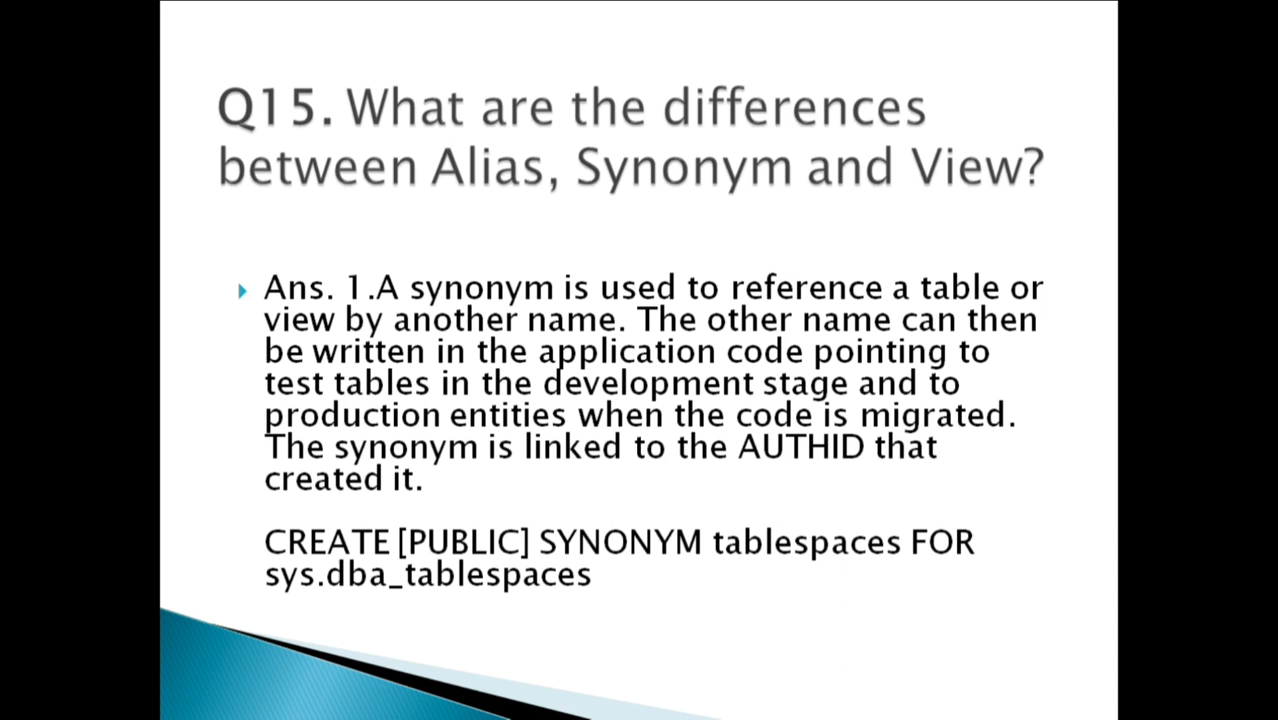 Q15. What are the differences
between Alias, Synonym and View?
Ans. 1.A synonym is used to reference a table or
view by another name. The other name can then
be written in the application code pointing to
test tables in the development stage and to
production entities when the code is migrated.
The synonym is linked to the AUTHID that
created it.
CREATE [PUBLIC] SYNONYM tablespaces FOR
sys.dba_tablespaces